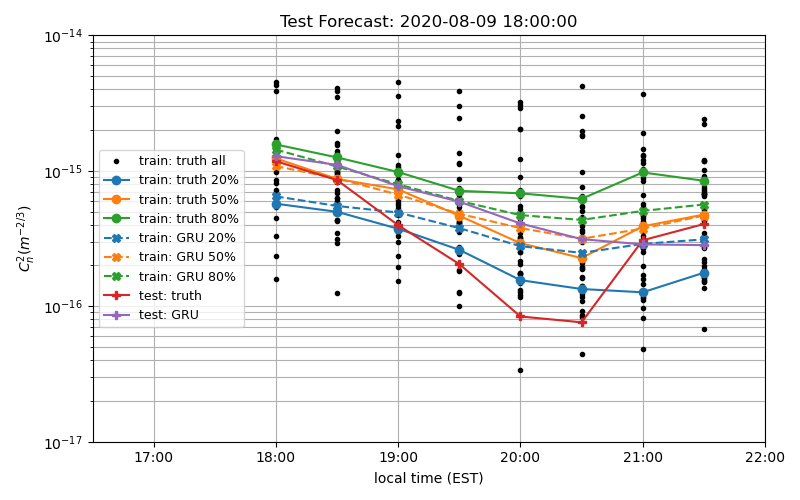 Test Forecast: 2020-08-09 18:00:00
10⁻¹⁴
10⁻¹⁵
10⁻¹⁶
10⁻¹⁷
C_n^2(m^{-2/3})
train: truth all
train: truth 20%
train: truth 50%
train: truth 80%
train: GRU 20%
train: GRU 50%
train: GRU 80%
test: truth
test: GRU
17:00 18:00 19:00 20:00 21:00 22:00
local time (EST)